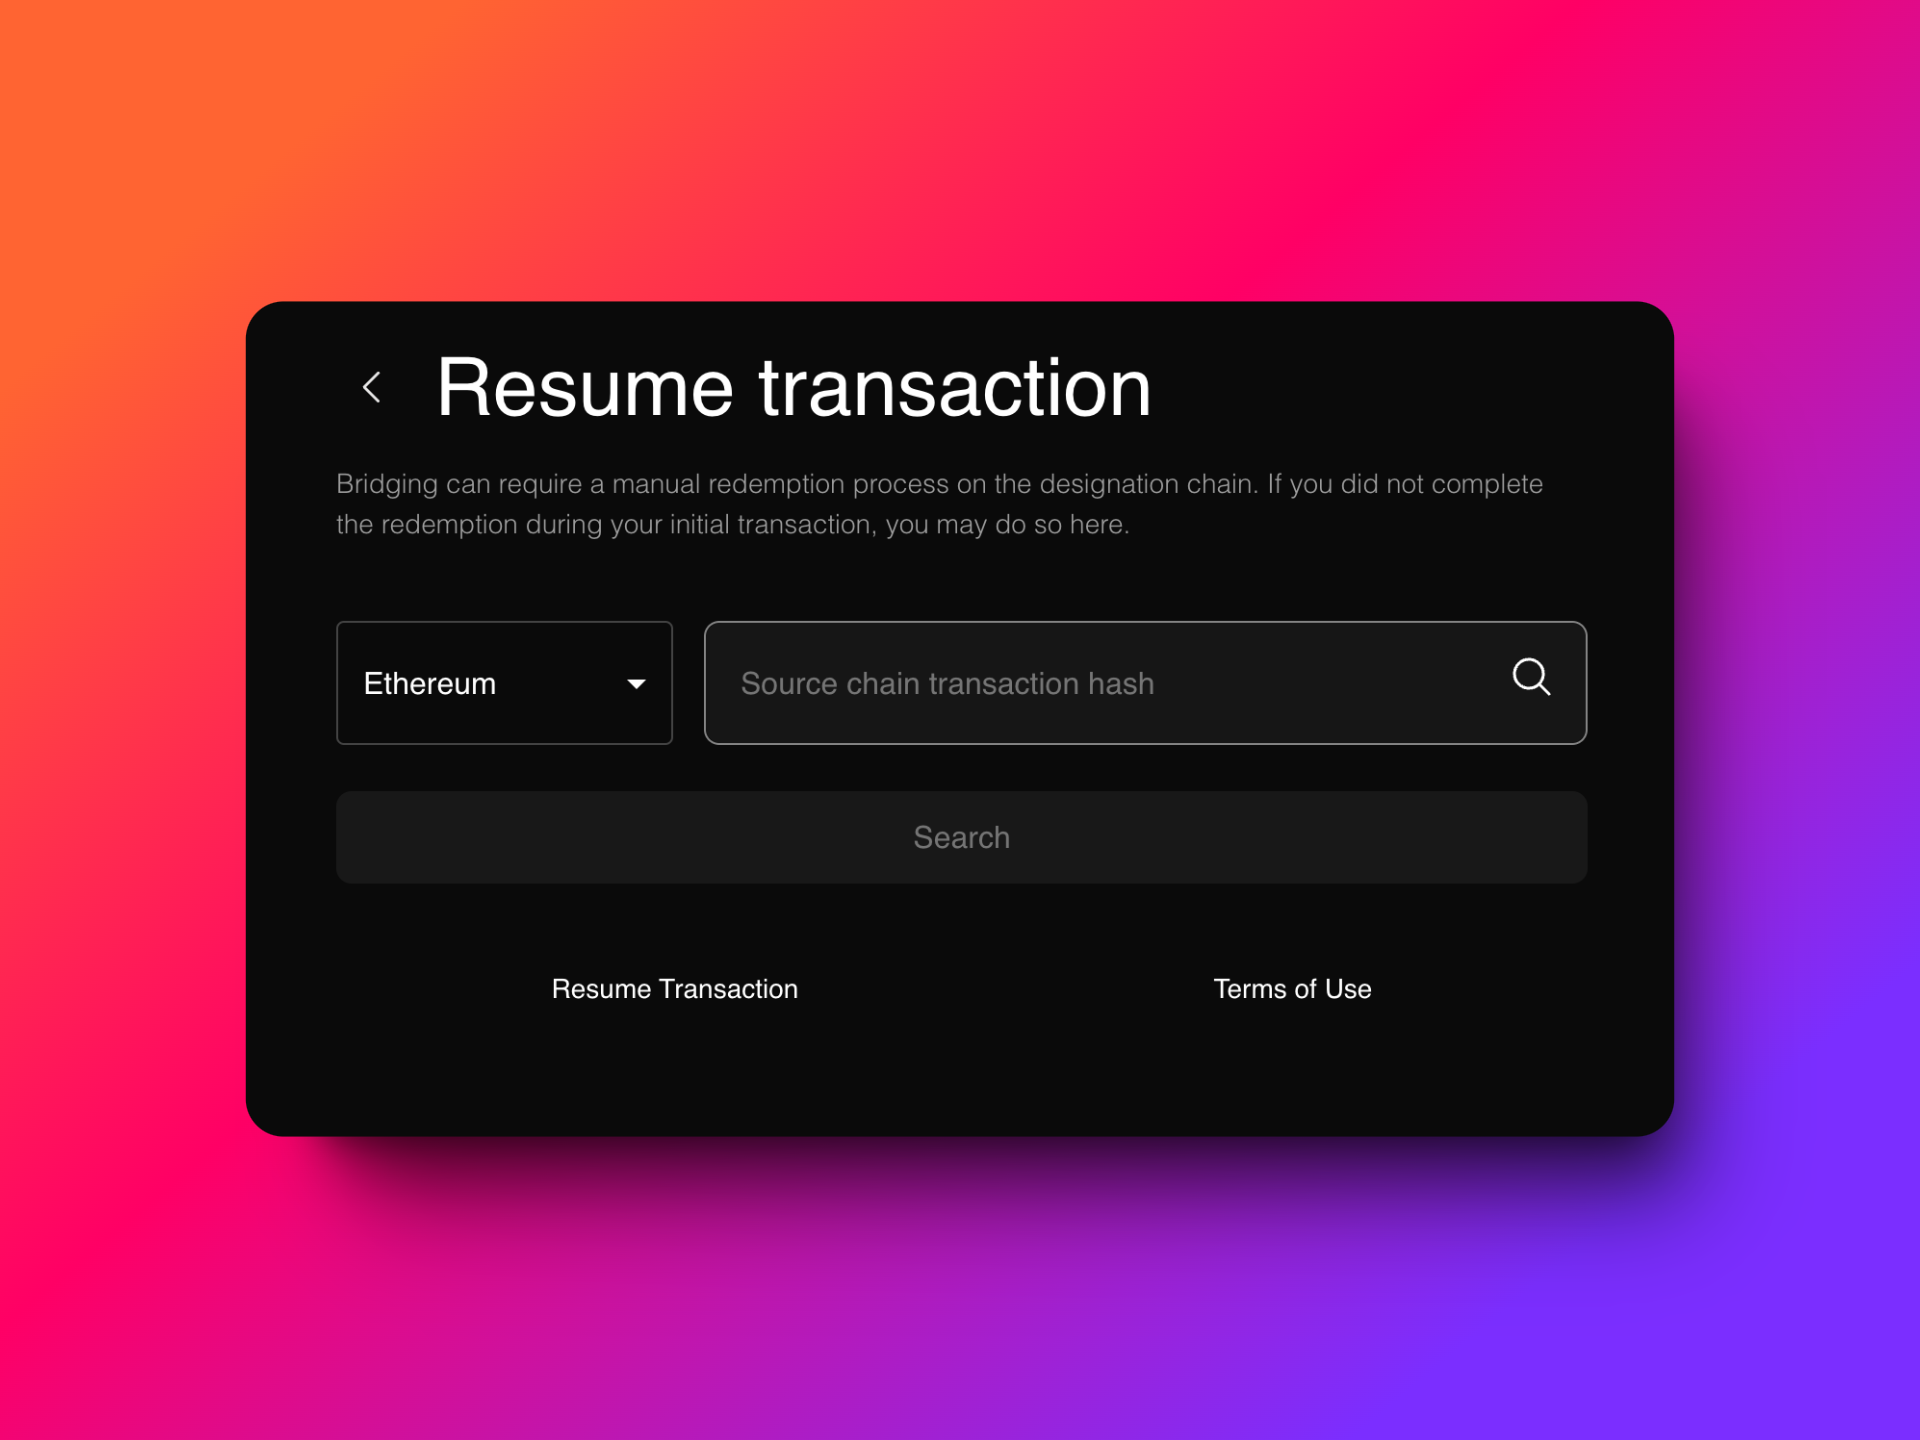 Resume transaction
Bridging can require a manual redemption process on the designation chain. If you did not complete
the redemption during your initial transaction, you may do so here.
Ethereum
Source chain transaction hash
Search
Resume Transaction
Terms of Use